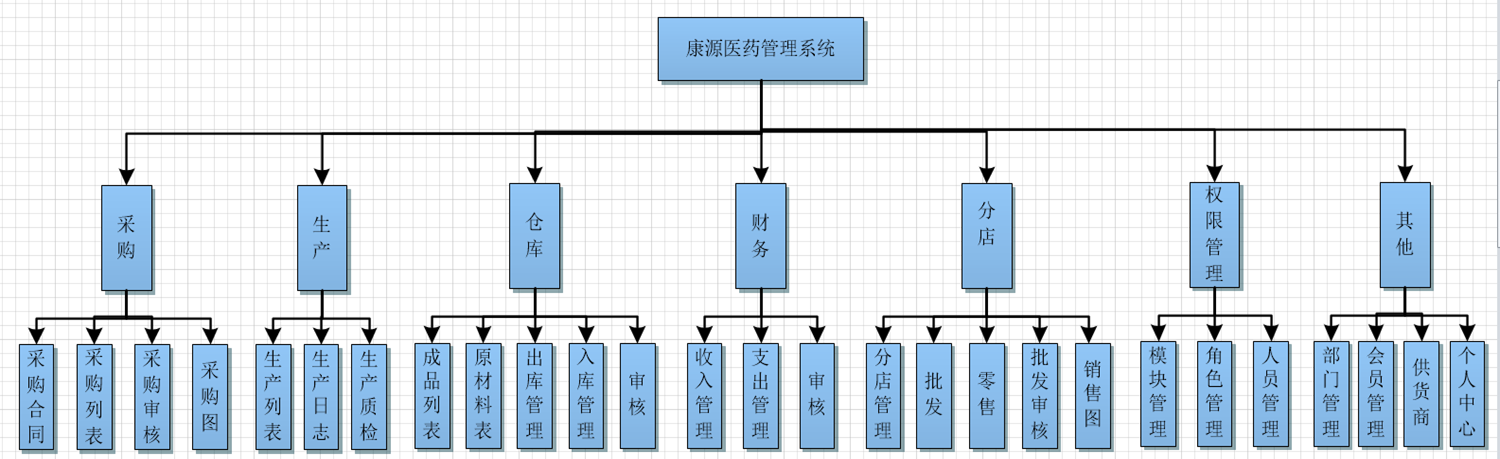 康源医药管理系统
采购
生产
仓库
财务
分店
权限管理
其他
采购合同
采购列表
采购审核
采购图
生产列表
生产日志
生产质检
成品列表
原材料表
出库管理
入库管理
审核
收入管理
支出管理
审核
分店管理
批发
零售
批发审核
销售图
模块管理
角色管理
人员管理
部门管理
会员管理
供货商
个人中心